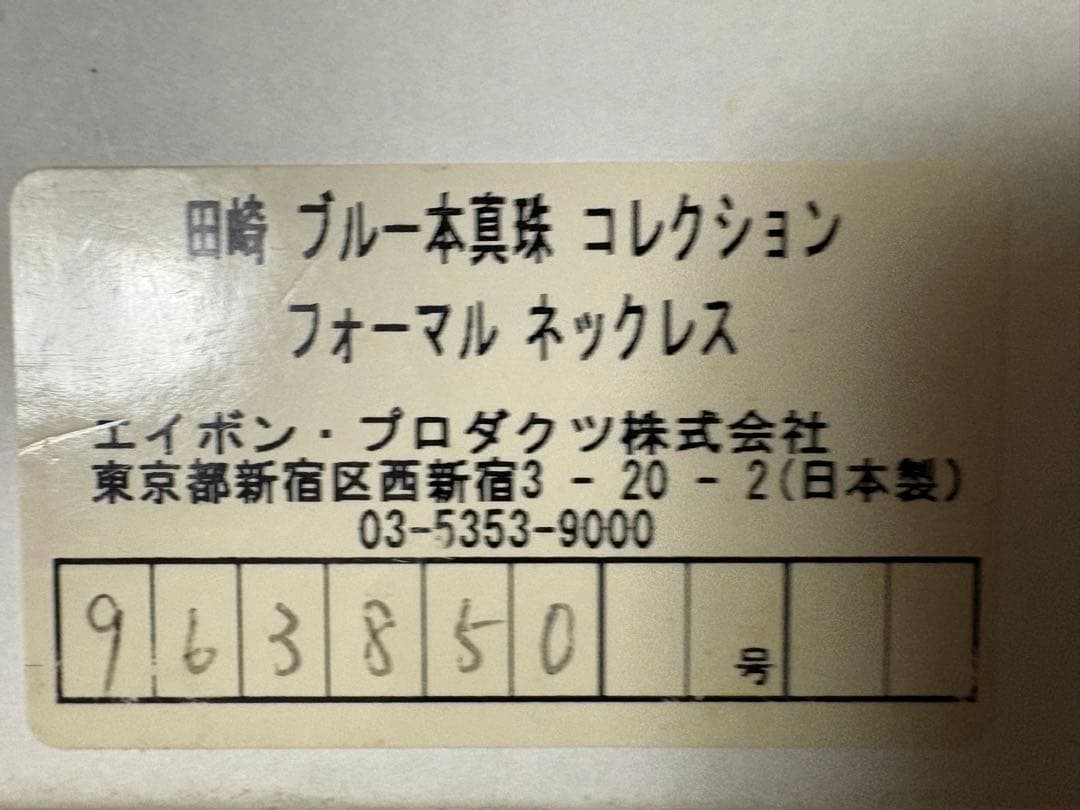 田崎 ブルー本真珠 コレクション
フォーマル ネックレス
エイボン・プロダクツ株式会社
東京都新宿区西新宿3 - 20 - 2(日本製)
03-5353-9000
963850 号